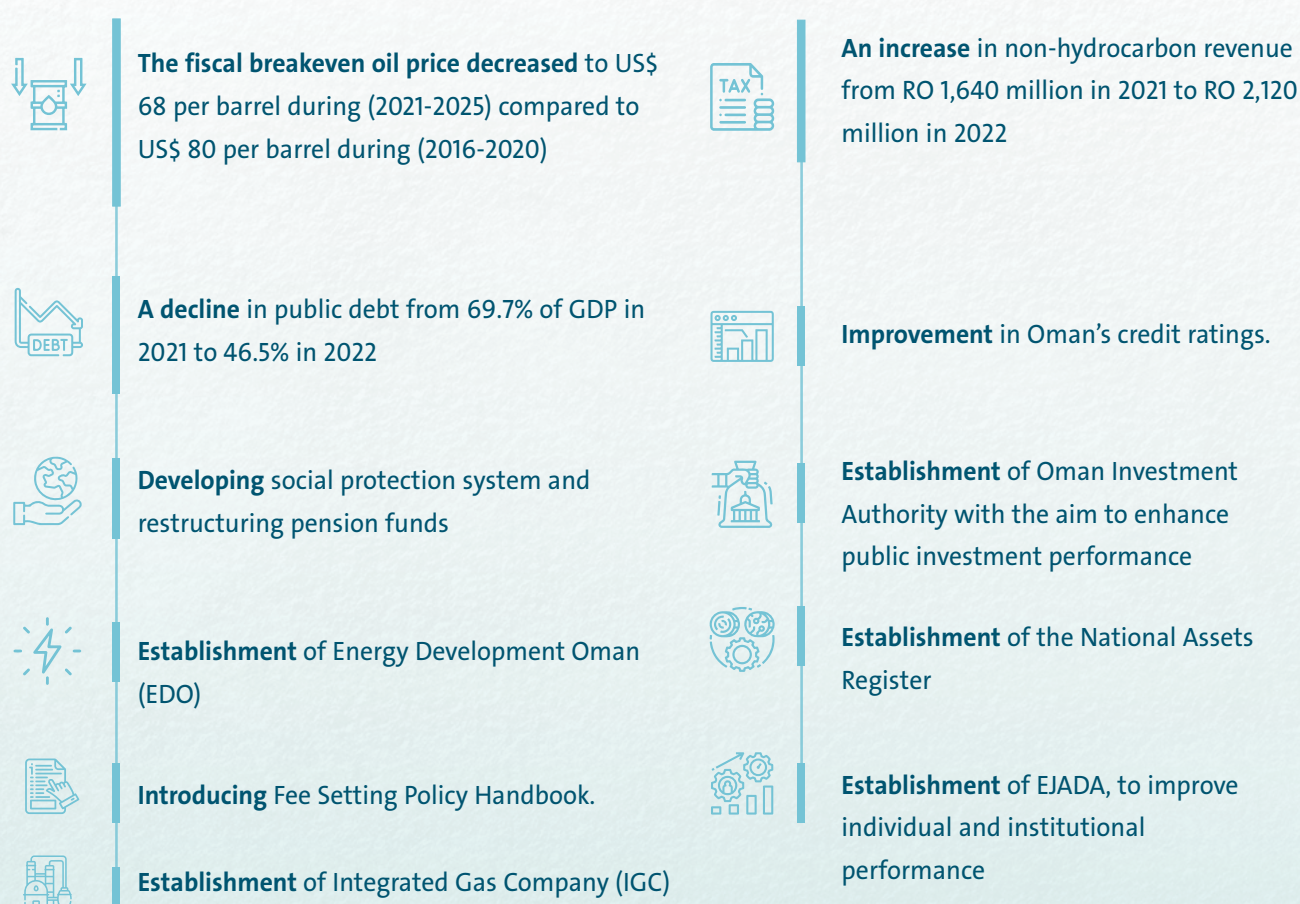 The fiscal breakeven oil price decreased to US$
68 per barrel during (2021-2025) compared to
US$ 80 per barrel during (2016-2020)
DEBT
A decline in public debt from 69.7% of GDP in
2021 to 46.5% in 2022
Developing social protection system and
restructuring pension funds
Establishment of Energy Development Oman
(EDO)
Introducing Fee Setting Policy Handbook.
Establishment of Integrated Gas Company (IGC)
TAX
An increase in non-hydrocarbon revenue
from RO 1,640 million in 2021 to RO 2,120
million in 2022
Improvement in Oman’s credit ratings.
Establishment of Oman Investment
Authority with the aim to enhance
public investment performance
Establishment of the National Assets
Register
Establishment of EJADA, to improve
individual and institutional
performance